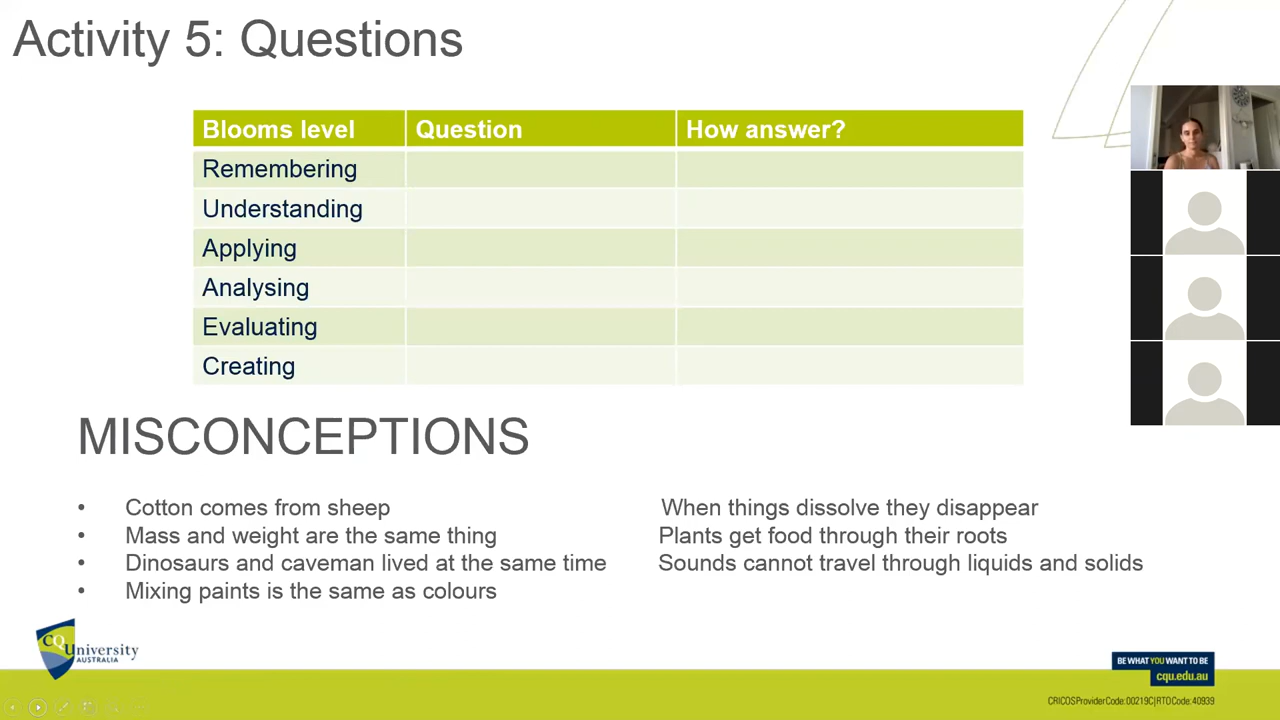 Activity 5: Questions
Blooms level Question How answer?
Remembering
Understanding
Applying
Analysing
Evaluating
Creating
MISCONCEPTIONS
• Cotton comes from sheep When things dissolve they disappear
• Mass and weight are the same thing Plants get food through their roots
• Dinosaurs and caveman lived at the same time Sounds cannot travel through liquids and solids
• Mixing paints is the same as colours
CQUniversity
AUSTRALIA
BE WHAT YOU WANT TO BE
cqu.edu.au
CRICOS Provider Code: 00219C | RTO Code: 40939